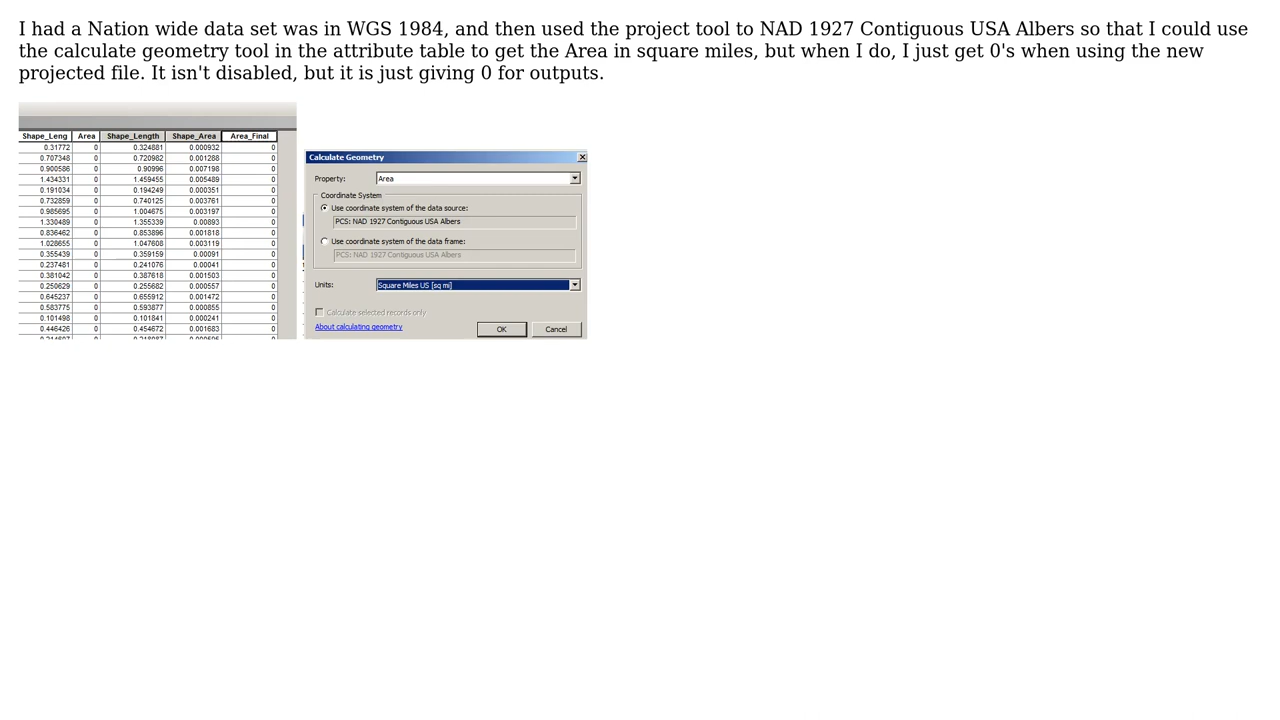 I had a Nation wide data set was in WGS 1984, and then used the project tool to NAD 1927 Contiguous USA Albers so that I could use
the calculate geometry tool in the attribute table to get the Area in square miles, but when I do, I just get 0's when using the new
projected file. It isn't disabled, but it is just giving 0 for outputs.
Shape_Leng Area Shape_Length Shape_Area Area_Final
0.31772 0 0.324881 0.000932 0
0.707348 0 0.720982 0.001288 0
0.900586 0 0.90996 0.007198 0
1.434331 0 1.459455 0.005489 0
0.191034 0 0.194249 0.000351 0
0.732859 0 0.740125 0.003761 0
0.985695 0 1.004675 0.003197 0
1.330489 0 1.355339 0.00893 0
0.836462 0 0.853896 0.001818 0
1.028655 0 1.047608 0.003119 0
0.355439 0 0.359159 0.00091 0
0.237481 0 0.241076 0.00041 0
0.381042 0 0.387618 0.001503 0
0.250629 0 0.255682 0.000557 0
0.645237 0 0.655912 0.001472 0
0.583775 0 0.593877 0.000855 0
0.101498 0 0.101841 0.000241 0
0.446426 0 0.454672 0.001683 0
Calculate Geometry
Property: Area
Coordinate System
Use coordinate system of the data source:
PCS: NAD 1927 Contiguous USA Albers
Use coordinate system of the data frame:
PCS: NAD 1927 Contiguous USA Albers
Units: Square Miles US [sq mi]
Calculate selected records only
About calculating geometry OK Cancel